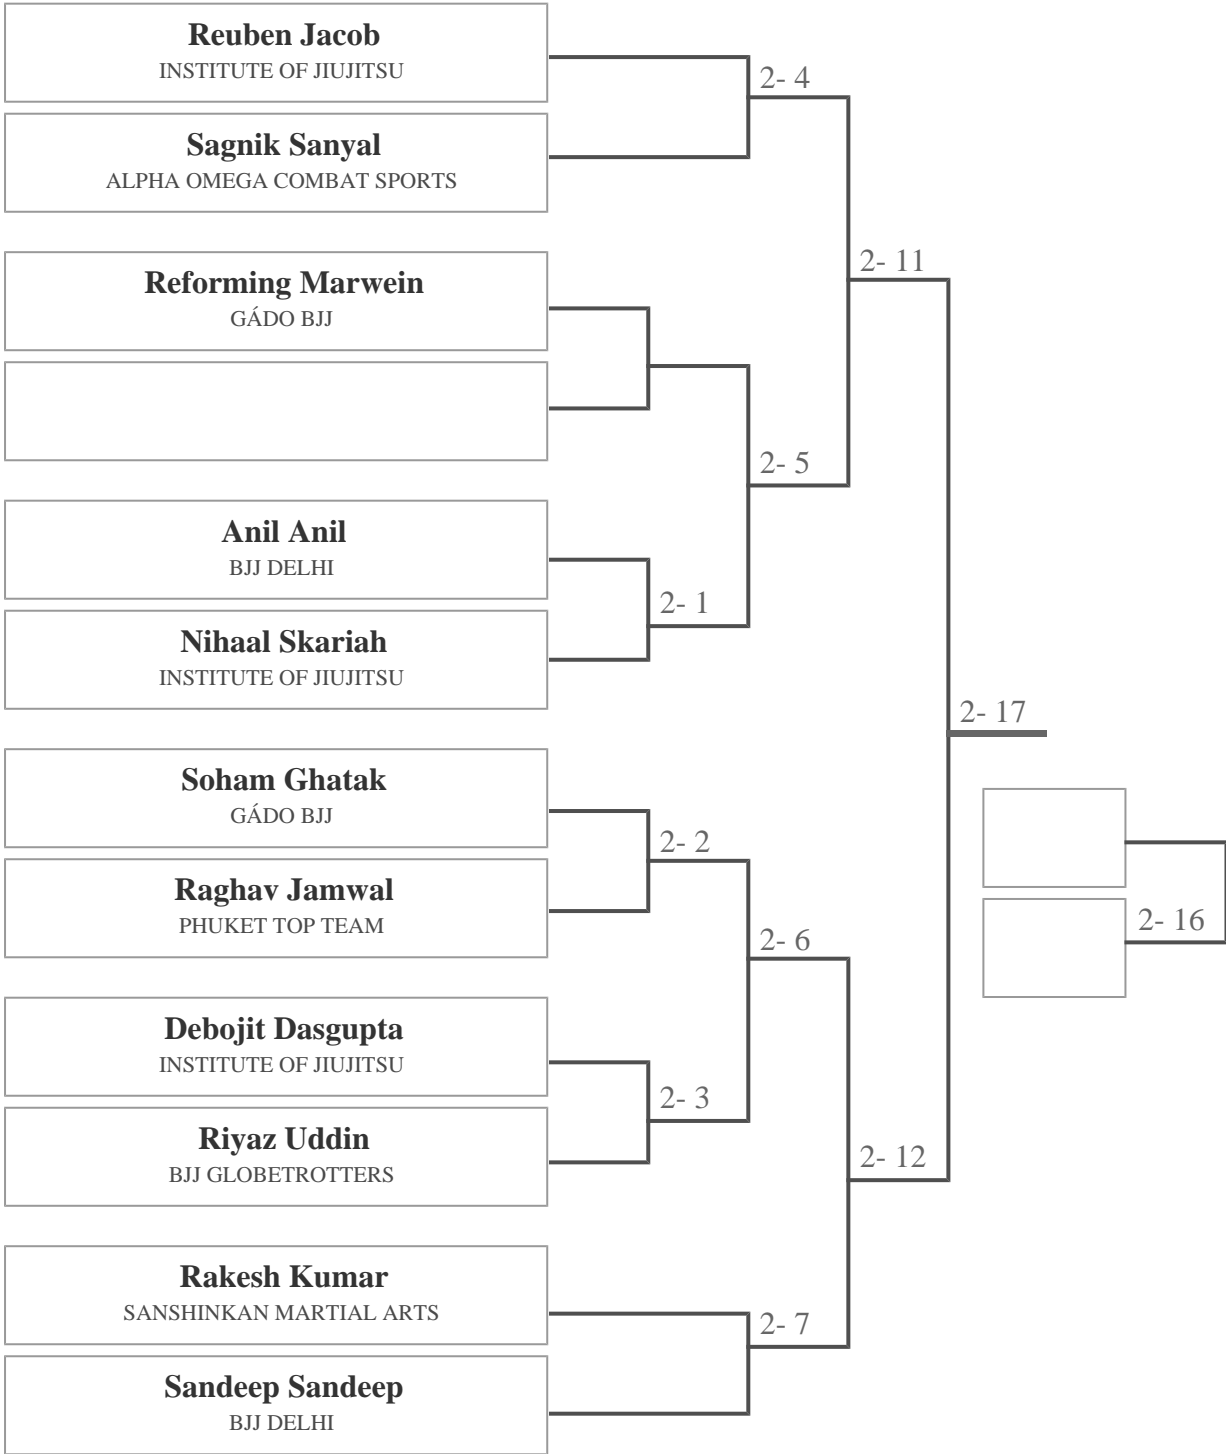 Reuben Jacob
INSTITUTE OF JIUJITSU
2- 4
Sagnik Sanyal
ALPHA OMEGA COMBAT SPORTS
2- 11
Reforming Marwein
GÁDO BJJ
2- 5
Anil Anil
BJJ DELHI
2- 1
Nihaal Skariah
INSTITUTE OF JIUJITSU
2- 17
Soham Ghatak
GÁDO BJJ
2- 2
Raghav Jamwal
PHUKET TOP TEAM
2- 16
2- 6
Debojit Dasgupta
INSTITUTE OF JIUJITSU
2- 3
Riyaz Uddin
BJJ GLOBETROTTERS
2- 12
Rakesh Kumar
SANSHINKAN MARTIAL ARTS
2- 7
Sandeep Sandeep
BJJ DELHI